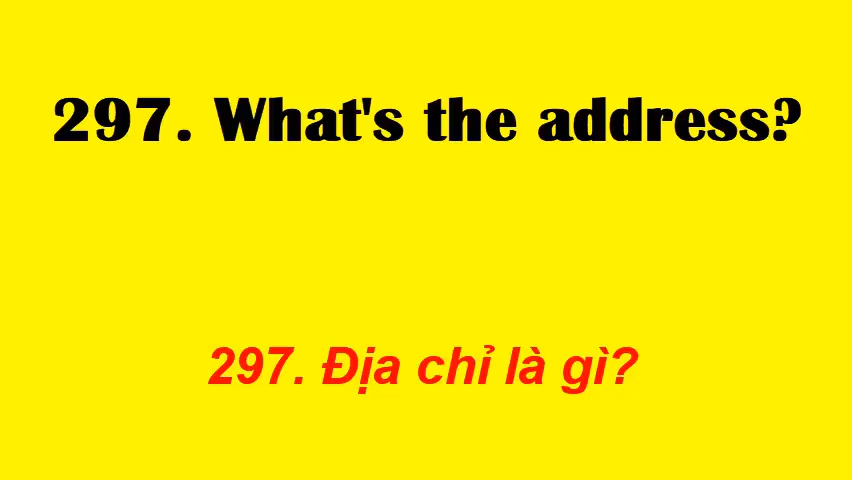 297. What's the address?
297. Địa chỉ là gì?